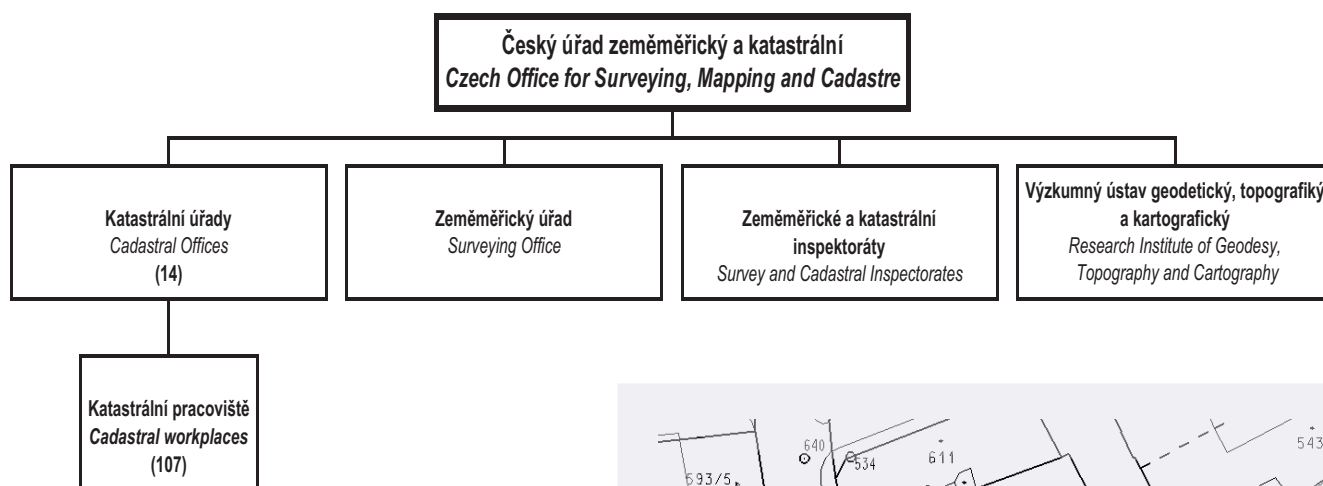 Český úřad zeměměřický a katastrální
Czech Office for Surveying, Mapping and Cadastre
Katastrální úřady
Cadastral Offices
(14)
Zeměměřický úřad
Surveying Office
Zeměměřické a katastrální
inspektoráty
Survey and Cadastral Inspectorates
Výzkumný ústav geodetický, topografiký
a kartografický
Research Institute of Geodesy,
Topography and Cartography
Katastrální pracoviště
Cadastral workplaces
(107)
640
534
611
543
593/5